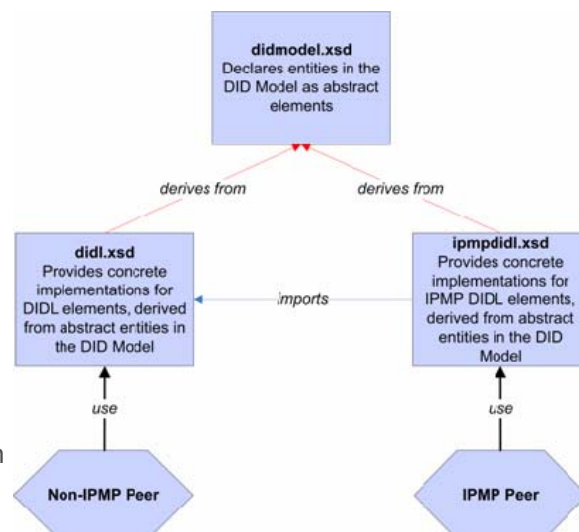 didmodel.xsd
Declares entities in the
DID Model as abstract
elements
derives from
derives from
didl.xsd
Provides concrete
implementations for
DIDL elements, derived
from abstract entities in
the DID Model
imports
ipmpdidl.xsd
Provides concrete
implementations for
IPMP DIDL elements,
derived from abstract
entities in the DID
Model
use
use
Non-IPMP Peer
IPMP Peer